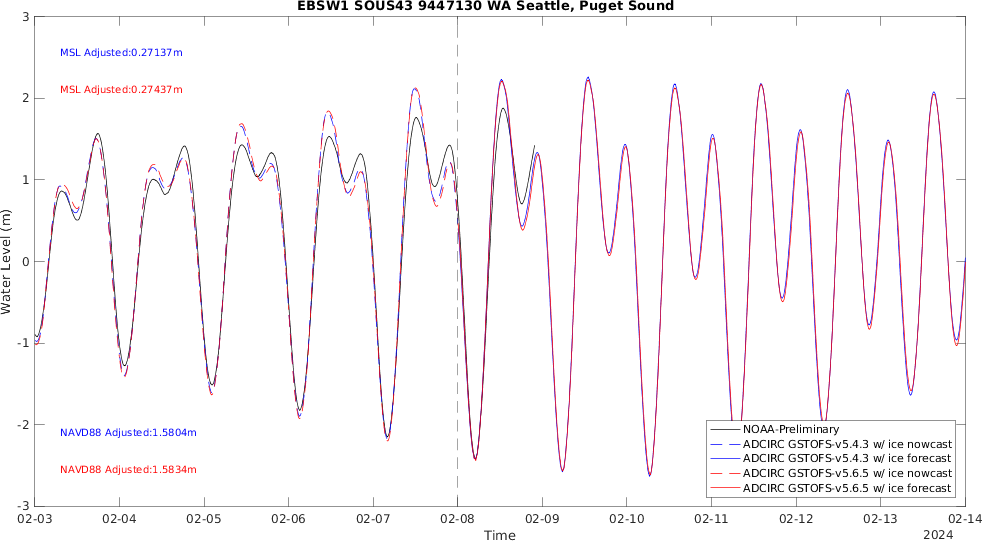 EBSW1 SOUS43 9447130 WA Seattle, Puget Sound
3
MSL Adjusted:0.27137m
MSL Adjusted:0.27437m
2
1
Water Level (m)
0
-1
-2
NAVD88 Adjusted:1.5804m
NAVD88 Adjusted:1.5834m
-3
NOAA-Preliminary
ADCIRC GSTOFS-v5.4.3 w/ ice nowcast
ADCIRC GSTOFS-v5.4.3 w/ ice forecast
ADCIRC GSTOFS-v5.6.5 w/ ice nowcast
ADCIRC GSTOFS-v5.6.5 w/ ice forecast
02-03 02-04 02-05 02-06 02-07 02-08 02-09 02-10 02-11 02-12 02-13 02-14
Time
2024